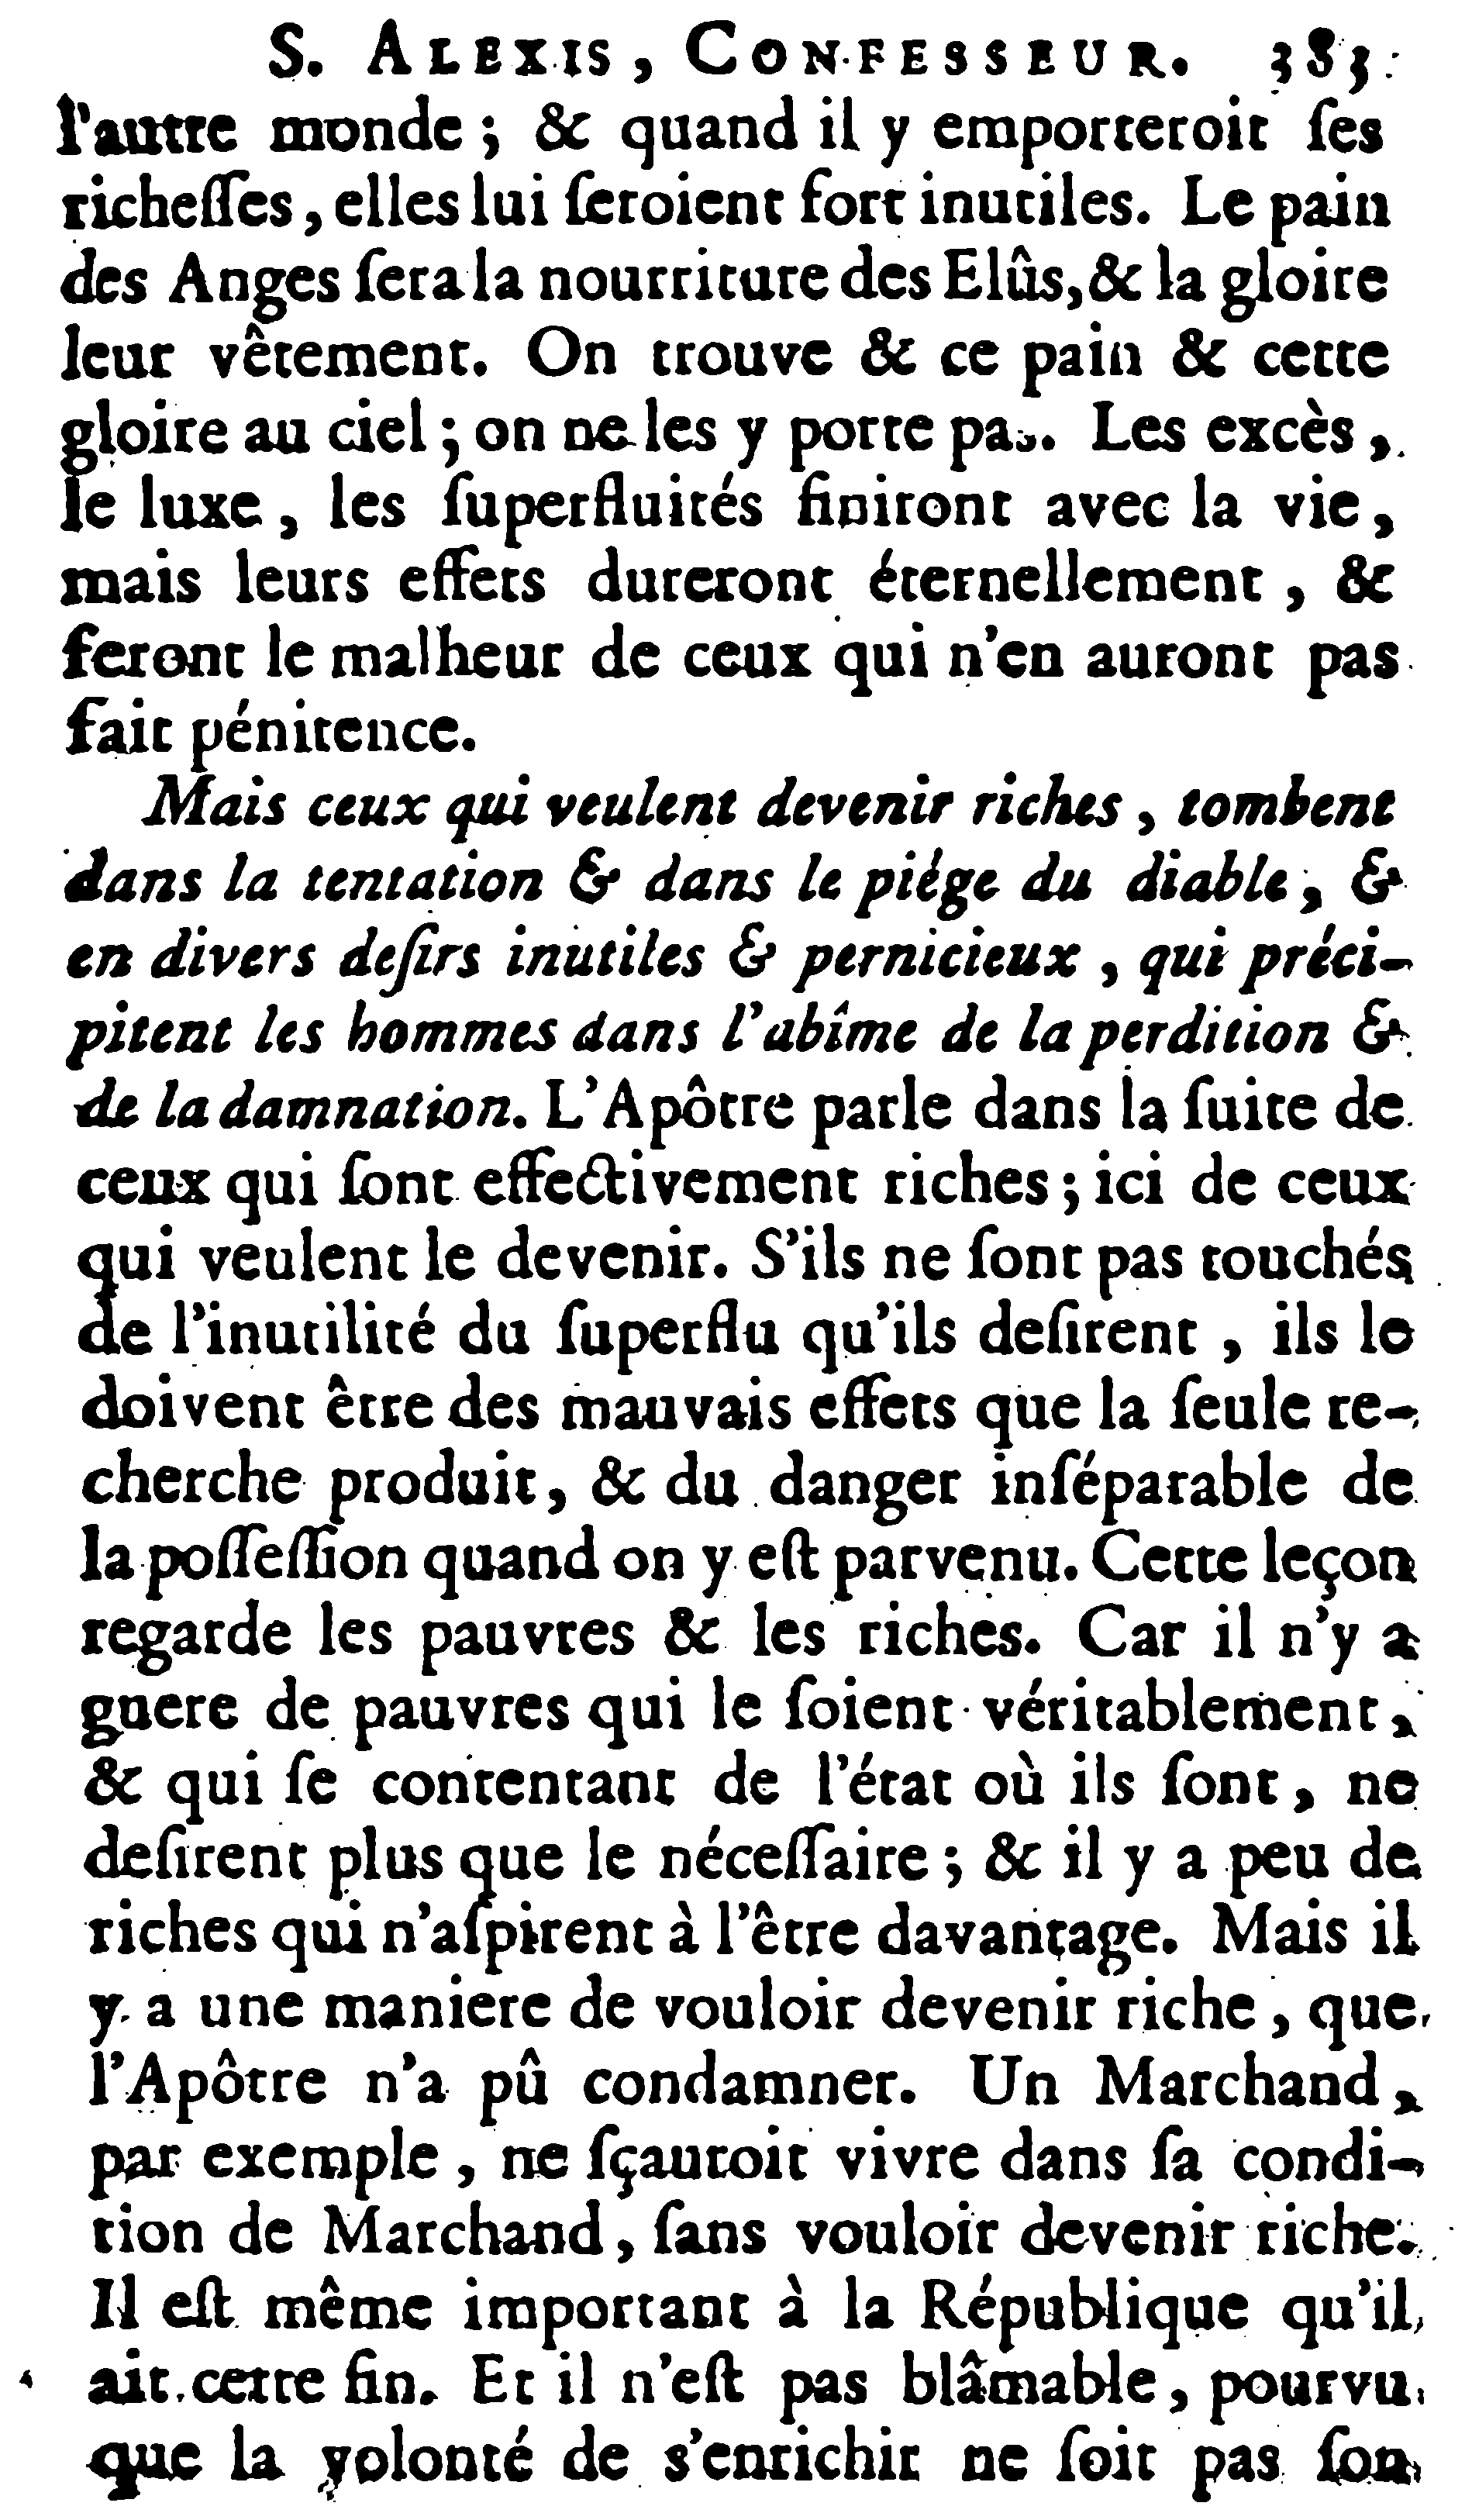 S. ALEXIS, CONFESSEUR. 383
l'autre monde ; & quand il y emporteroit ſes
richeſſes, elles lui ſeroient fort inutiles. Le pain
des Anges ſera la nourriture des Elûs, & la gloire
leur vêtement. On trouve & ce pain & cette
gloire au ciel ; on ne les y porte pas. Les excès,
le luxe, les ſuperfluités finiront avec la vie,
mais leurs effets dureront éternellement, &
feront le malheur de ceux qui n'en auront pas
fait pénitence.
Mais ceux qui veulent devenir riches, tombent
dans la tentation & dans le piége du diable, &
en divers deſirs inutiles & pernicieux, qui préci-
pitent les hommes dans l'abîme de la perdition &
de la damnation. L'Apôtre parle dans la ſuite de
ceux qui ſont effectivement riches ; ici de ceux
qui veulent le devenir. S'ils ne ſont pas touchés
de l'inutilité du ſuperflu qu'ils deſirent, ils le
doivent être des mauvais effets que la ſeule re-
cherche produit, & du danger inſéparable de
la poſſeſſion quand on y eſt parvenu. Cette leçon
regarde les pauvres & les riches. Car il n'y a
guere de pauvres qui le ſoient véritablement,
& qui ſe contentant de l'état où ils ſont, ne
deſirent plus que le néceſſaire ; & il y a peu de
riches qui n'aſpirent à l'être davantage. Mais il
y a une maniere de vouloir devenir riche, que
l'Apôtre n'a pû condamner. Un Marchand,
par exemple, ne ſçauroit vivre dans ſa condi-
tion de Marchand, ſans vouloir devenir riche.
Il eſt même important à la République qu'il
ait cette fin. Et il n'eſt pas blâmable, pourvu
que la volonté de s'enrichir ne ſoit pas ſon